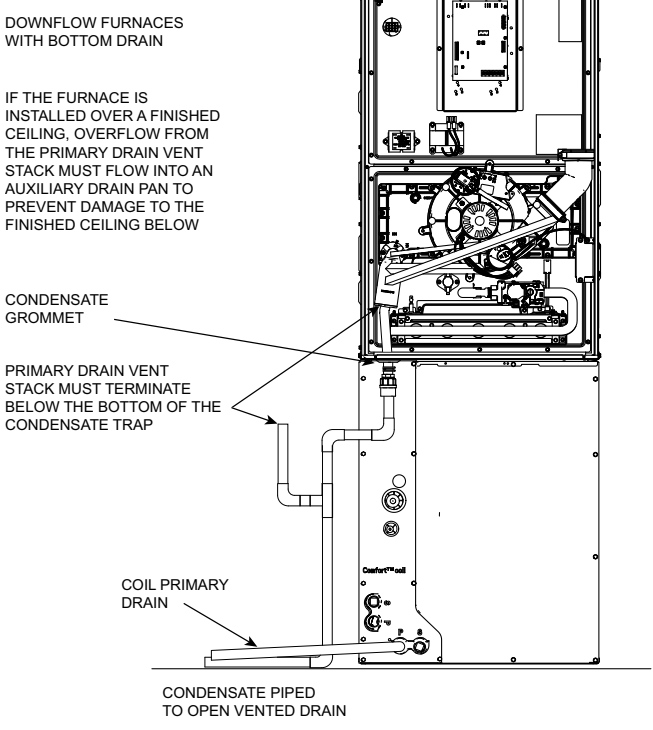 DOWNFLOW FURNACES
WITH BOTTOM DRAIN
IF THE FURNACE IS
INSTALLED OVER A FINISHED
CEILING, OVERFLOW FROM
THE PRIMARY DRAIN VENT
STACK MUST FLOW INTO AN
AUXILIARY DRAIN PAN TO
PREVENT DAMAGE TO THE
FINISHED CEILING BELOW
CONDENSATE
GROMMET
PRIMARY DRAIN VENT
STACK MUST TERMINATE
BELOW THE BOTTOM OF THE
CONDENSATE TRAP
Comfort™ coil
COIL PRIMARY
DRAIN
P S
CONDENSATE PIPED
TO OPEN VENTED DRAIN